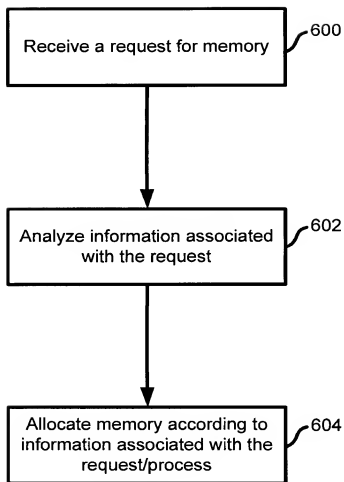 Receive a request for memory
600
Analyze information associated
with the request
602
Allocate memory according to
information associated with the
request/process
604